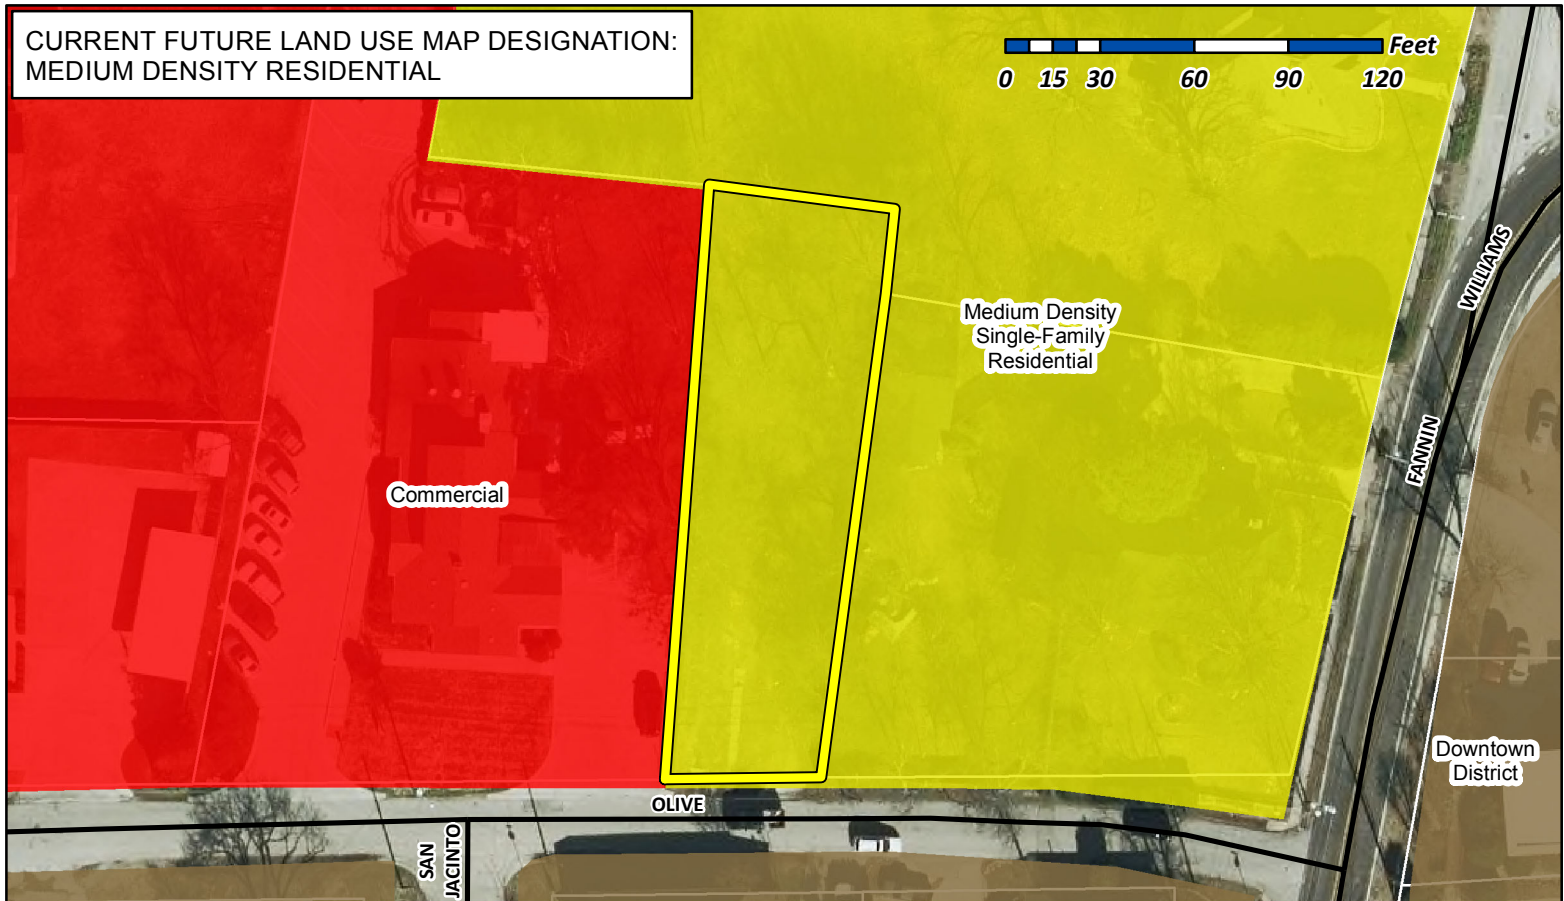 CURRENT FUTURE LAND USE MAP DESIGNATION:
MEDIUM DENSITY RESIDENTIAL
Feet
0 15 30 60 90 120
WILLIAMS
Medium Density
Single-Family
Residential
FANNIN
Commercial
Downtown
District
OLIVE
SAN
JACINTO